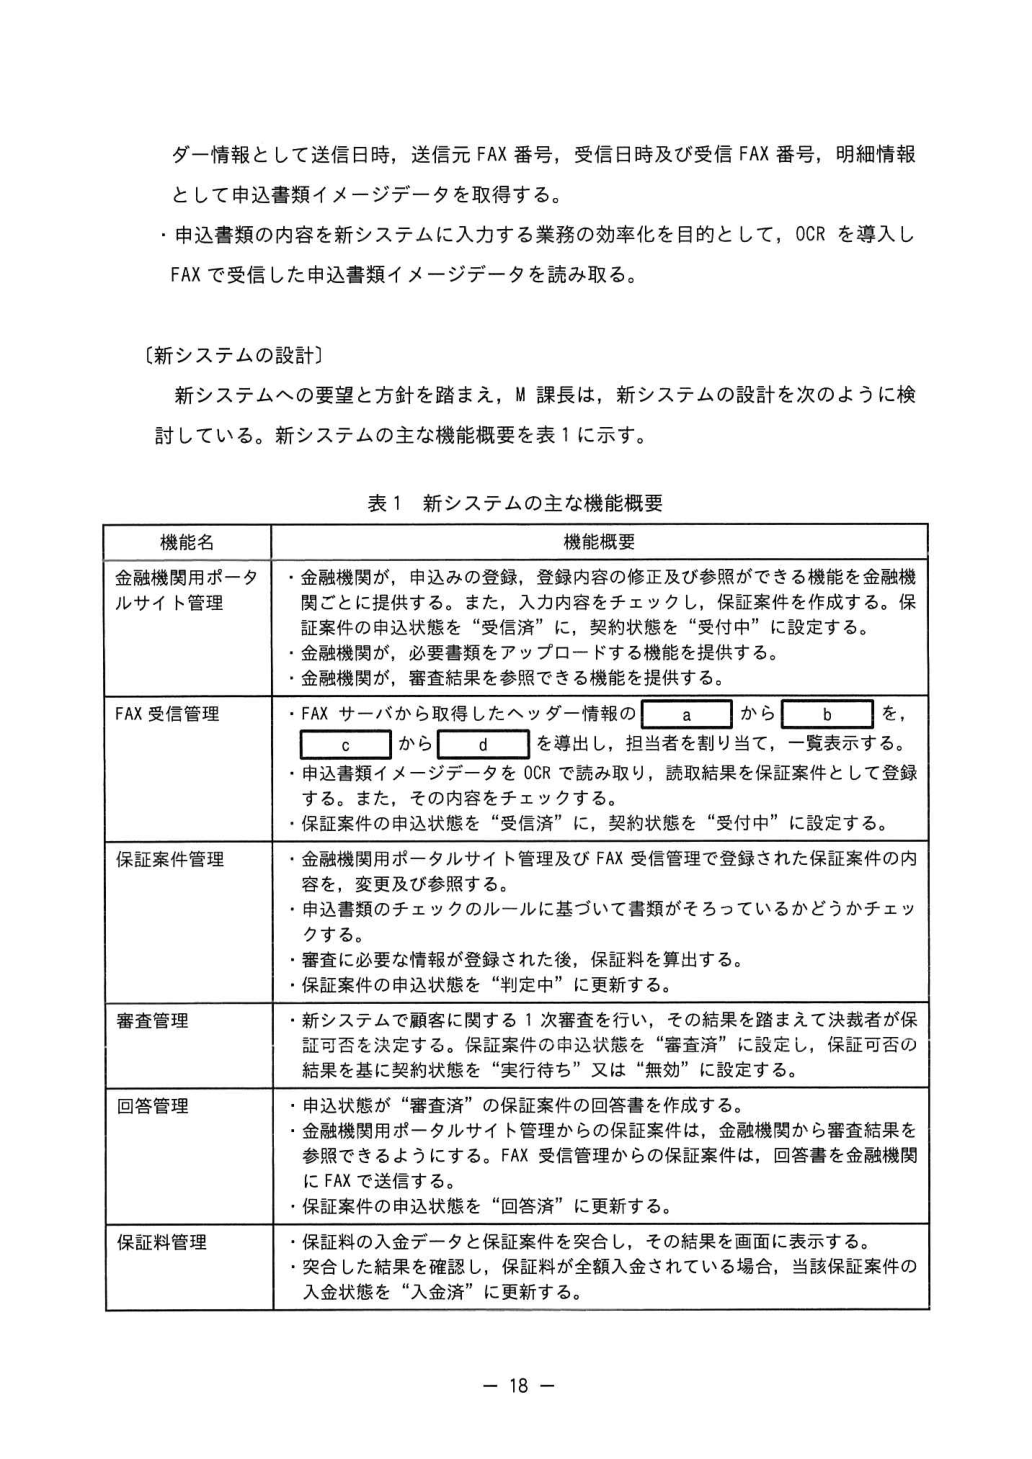 ダー情報として送信日時，送信元 FAX 番号，受信日時及び受信 FAX 番号，明細情報
として申込書類イメージデータを取得する。
・申込書類の内容を新システムに入力する業務の効率化を目的として，OCR を導入し
FAX で受信した申込書類イメージデータを読み取る。
〔新システムの設計〕
新システムへの要望と方針を踏まえ，M 課長は，新システムの設計を次のように検
討している。新システムの主な機能概要を表 1 に示す。
表 1　新システムの主な機能概要
機能名　機能概要
金融機関用ポータ
ルサイト管理
・金融機関が，申込みの登録，登録内容の修正及び参照ができる機能を金融機
関ごとに提供する。また，入力内容をチェックし，保証案件を作成する。保
証案件の申込状態を“受信済”に，契約状態を“受付中”に設定する。
・金融機関が，必要書類をアップロードする機能を提供する。
・金融機関が，審査結果を参照できる機能を提供する。
FAX 受信管理
・FAX サーバから取得したヘッダー情報の a から b を，
c から d を導出し，担当者を割り当て，一覧表示する。
・申込書類イメージデータを OCR で読み取り，読取結果を保証案件として登録
する。また，その内容をチェックする。
・保証案件の申込状態を“受信済”に，契約状態を“受付中”に設定する。
保証案件管理
・金融機関用ポータルサイト管理及び FAX 受信管理で登録された保証案件の内
容を，変更及び参照する。
・申込書類のチェックのルールに基づいて書類がそろっているかどうかチェッ
クする。
・審査に必要な情報が登録された後，保証料を算出する。
・保証案件の申込状態を“判定中”に更新する。
審査管理
・新システムで顧客に関する 1 次審査を行い，その結果を踏まえて決裁者が保
証可否を決定する。保証案件の申込状態を“審査済”に設定し，保証可否の
結果を基に契約状態を“実行待ち”又は“無効”に設定する。
回答管理
・申込状態が“審査済”の保証案件の回答書を作成する。
・金融機関用ポータルサイト管理からの保証案件は，金融機関から審査結果を
参照できるようにする。FAX 受信管理からの保証案件は，回答書を金融機関
に FAX で送信する。
・保証案件の申込状態を“回答済”に更新する。
保証料管理
・保証料の入金データと保証案件を突合し，その結果を画面に表示する。
・突合した結果を確認し，保証料が全額入金されている場合，当該保証案件の
入金状態を“入金済”に更新する。
－ 18 －